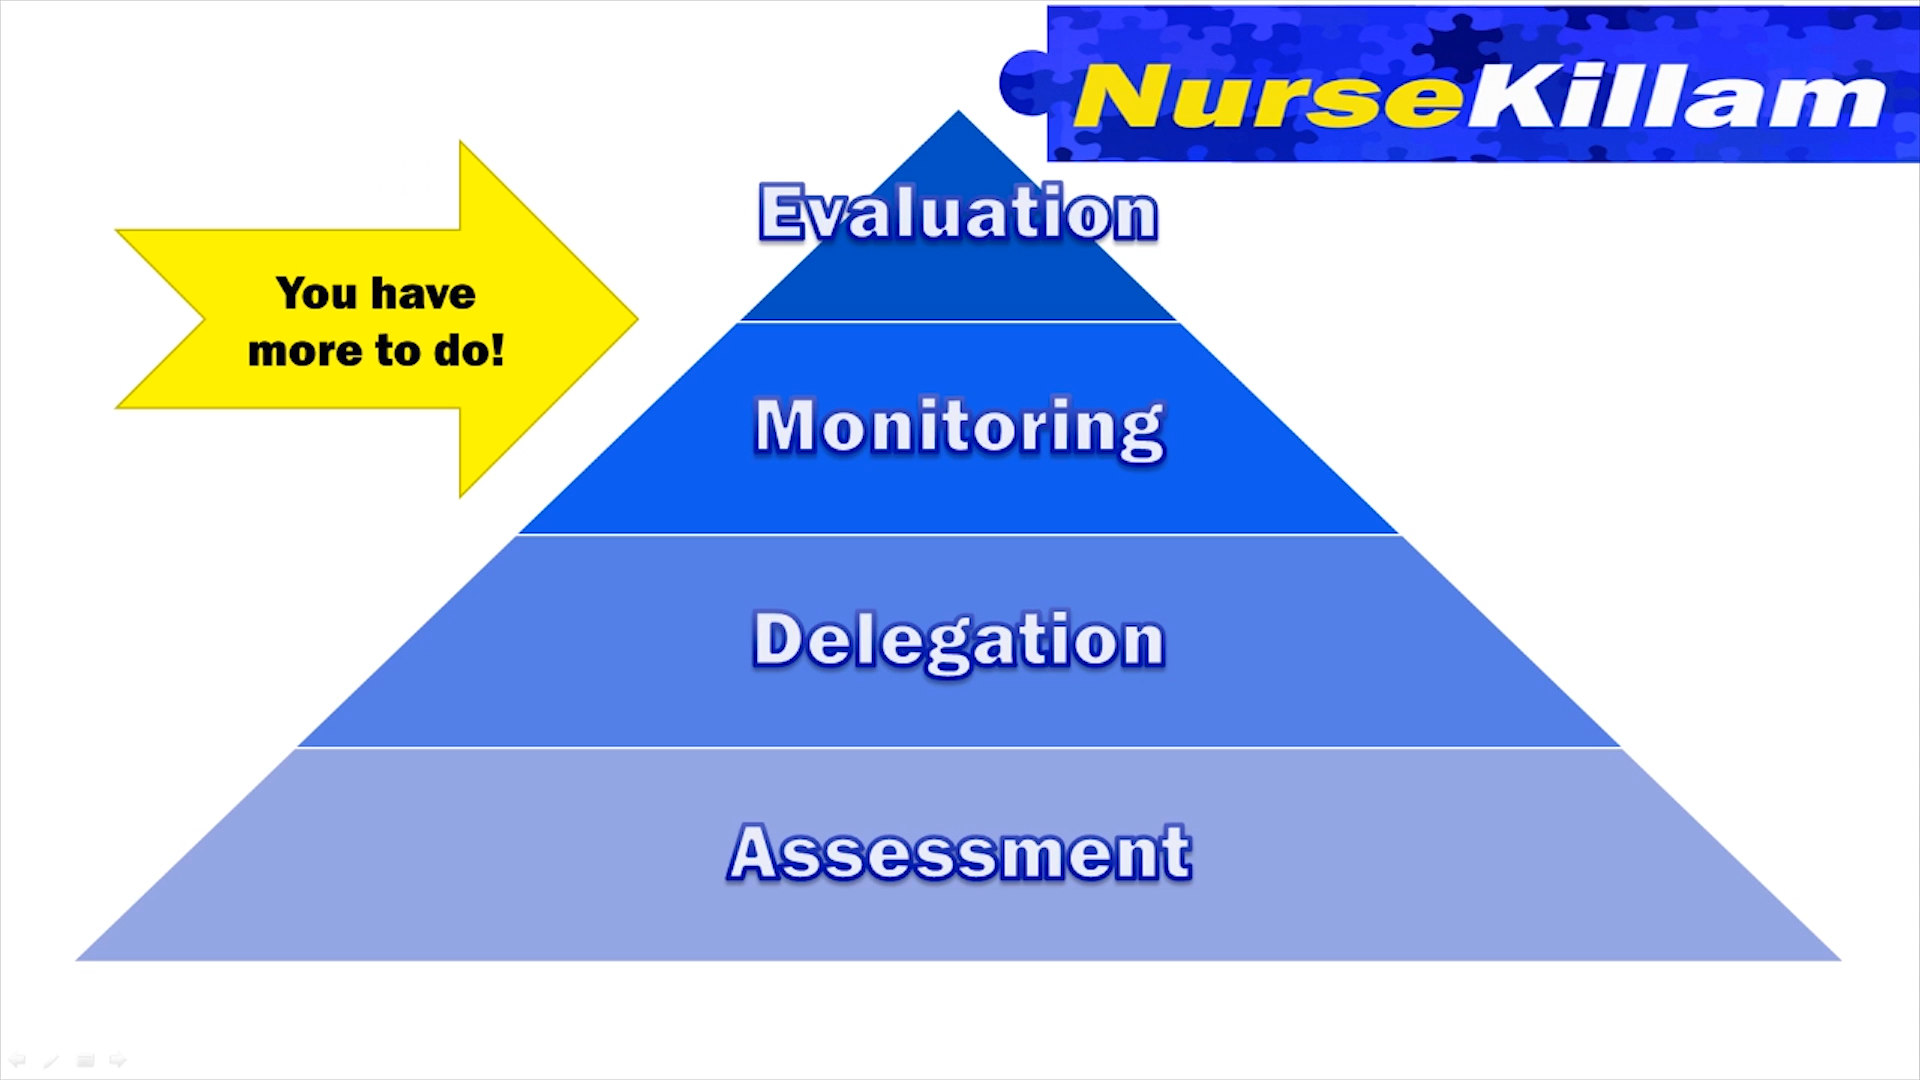 NurseKillam
Evaluation
You have
more to do!
Monitoring
Delegation
Assessment